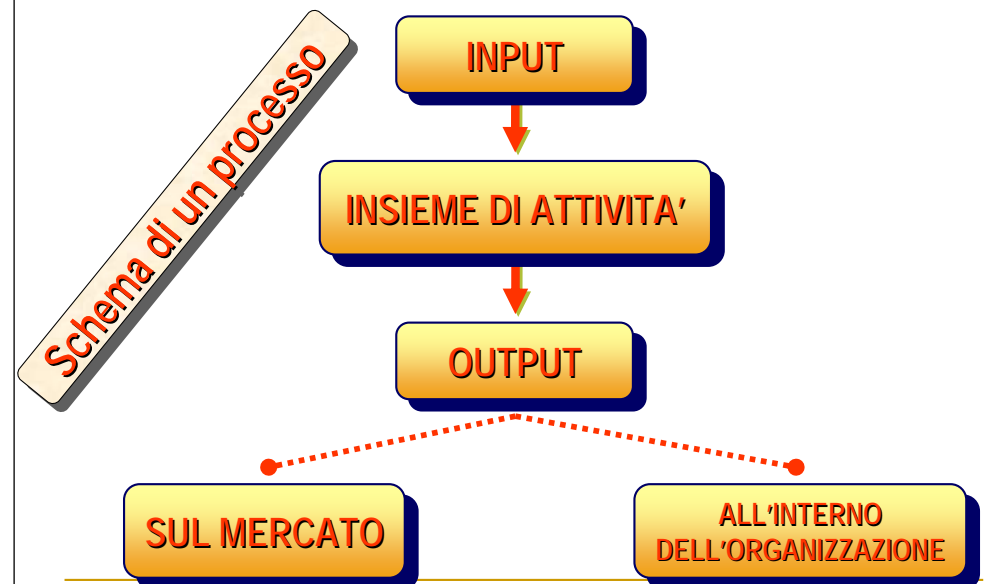 Schema di un processo
INPUT
INSIEME DI ATTIVITA'
OUTPUT
SUL MERCATO
ALL'INTERNO
DELL'ORGANIZZAZIONE